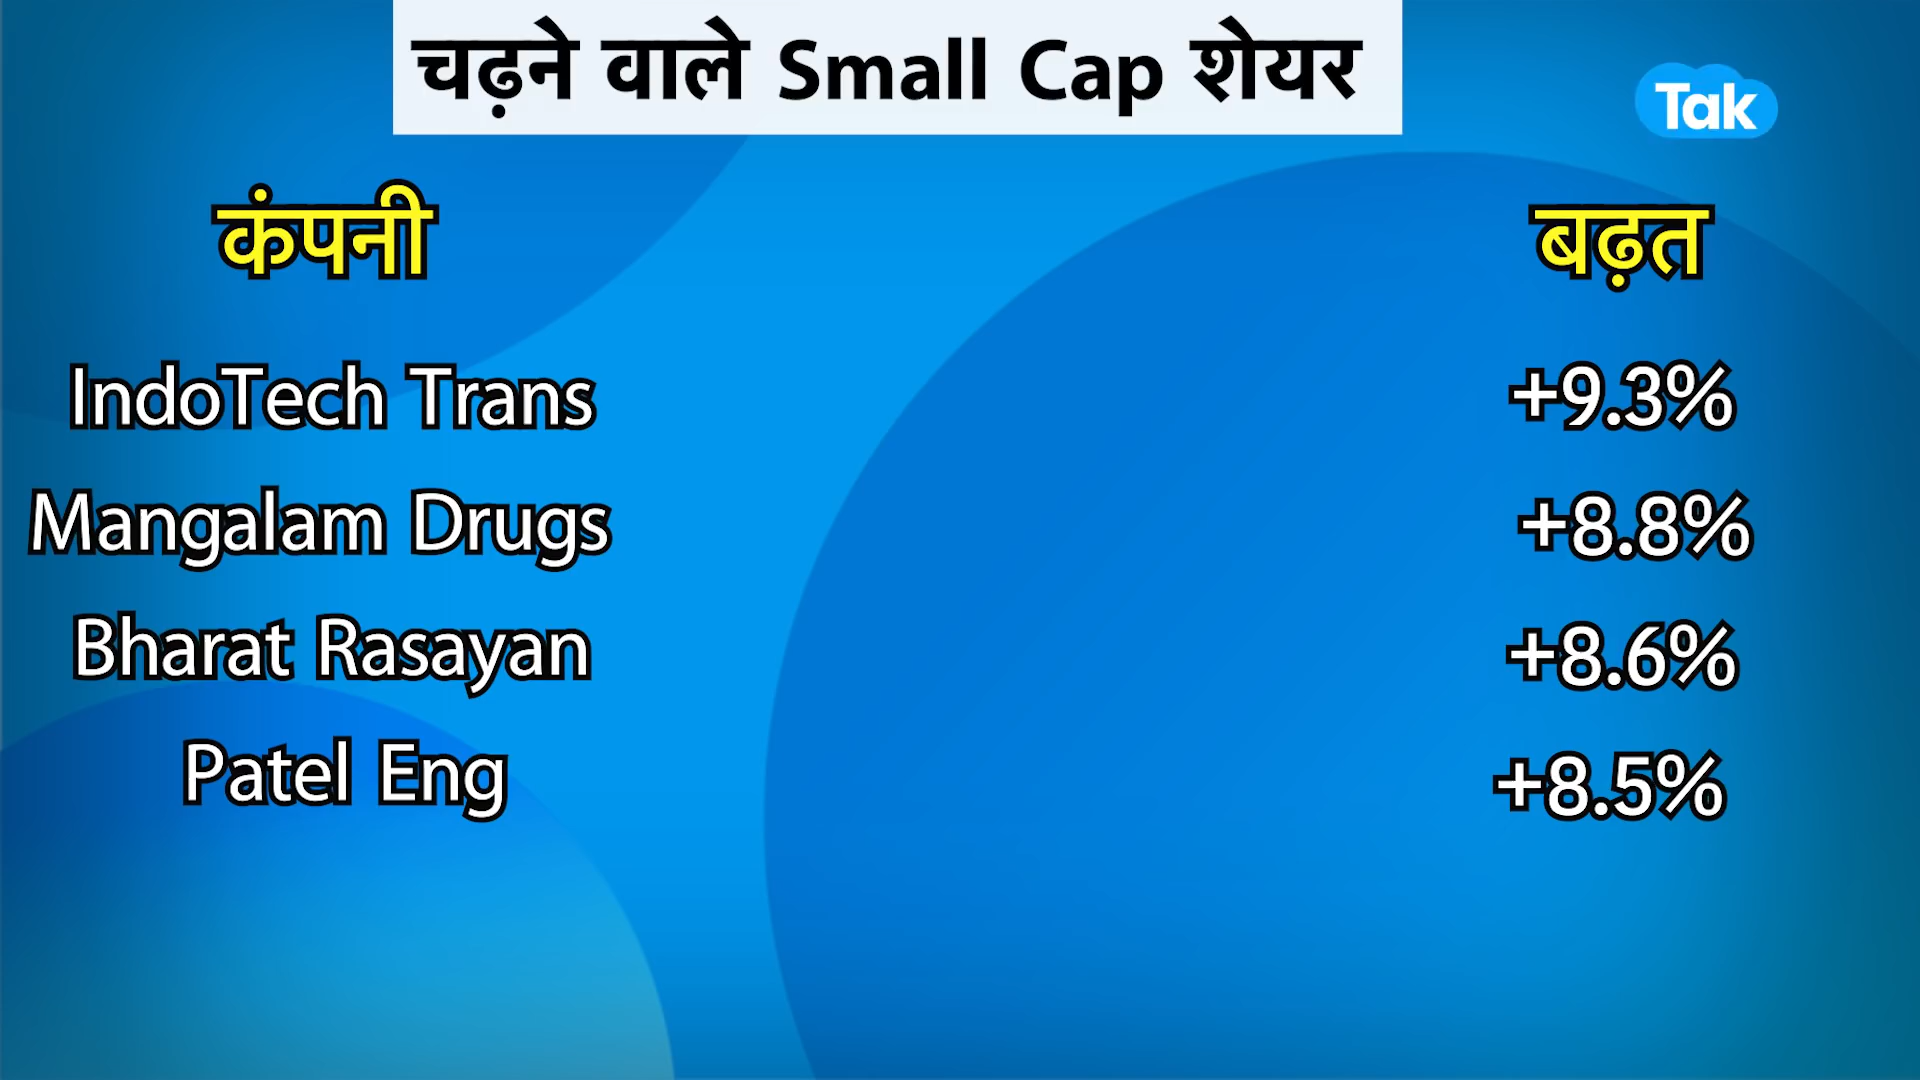 चढ़ने वाले Small Cap शेयर
Tak
कंपनी बढ़त
IndoTech Trans +9.3%
Mangalam Drugs +8.8%
Bharat Rasayan +8.6%
Patel Eng +8.5%